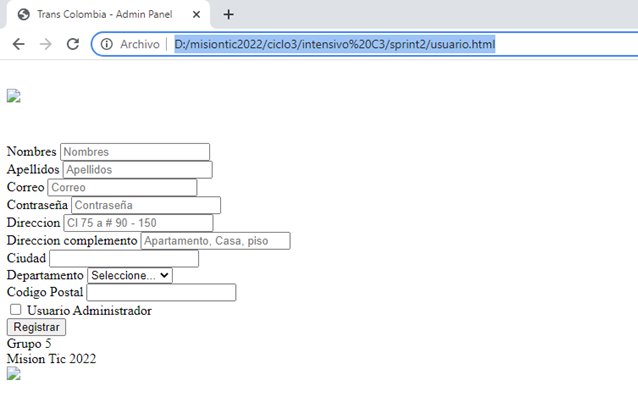 Trans Colombia - Admin Panel
Archivo D:/misiontic2022/ciclo3/intensivo%20C3/sprint2/usuario.html
Nombres Nombres
Apellidos Apellidos
Correo Correo
Contraseña Contraseña
Direccion Cl 75 a # 90 - 150
Direccion complemento Apartamento, Casa, piso
Ciudad
Departamento Seleccione...
Codigo Postal
Usuario Administrador
Registrar
Grupo 5
Mision Tic 2022